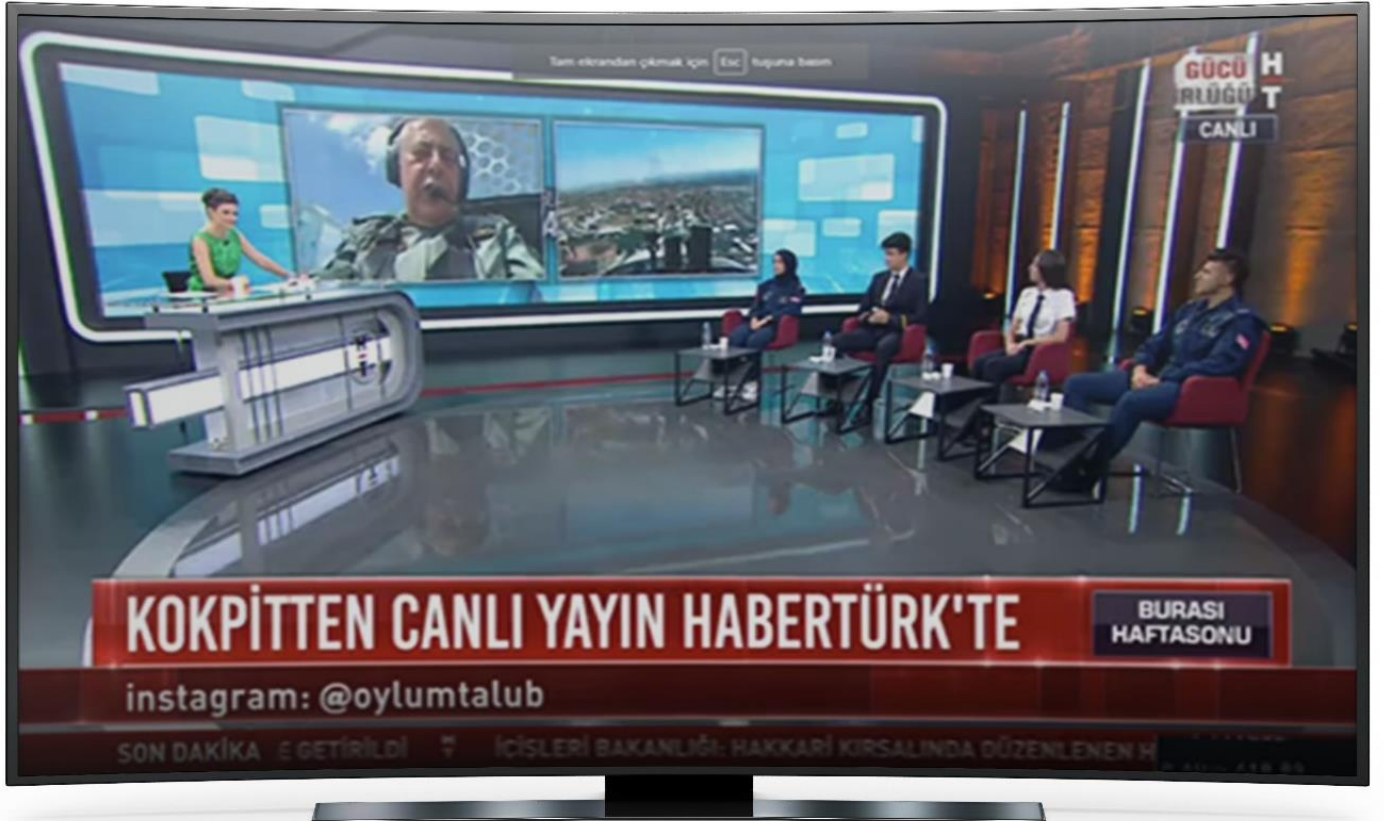 Tam ekrandan çıkmak için Esc tuşuna basın
GÜCÜ
RLÜĞÜ
H
T
CANLI
KOKPİTTEN CANLI YAYIN HABERTÜRK'TE
BURASI
HAFTASONU
instagram: @oylumtalub
SON DAKİKA E GETİRİLDİ İÇİŞLERİ BAKANLIĞI: HAKKARİ KIRSALINDA DÜZENLENEN H